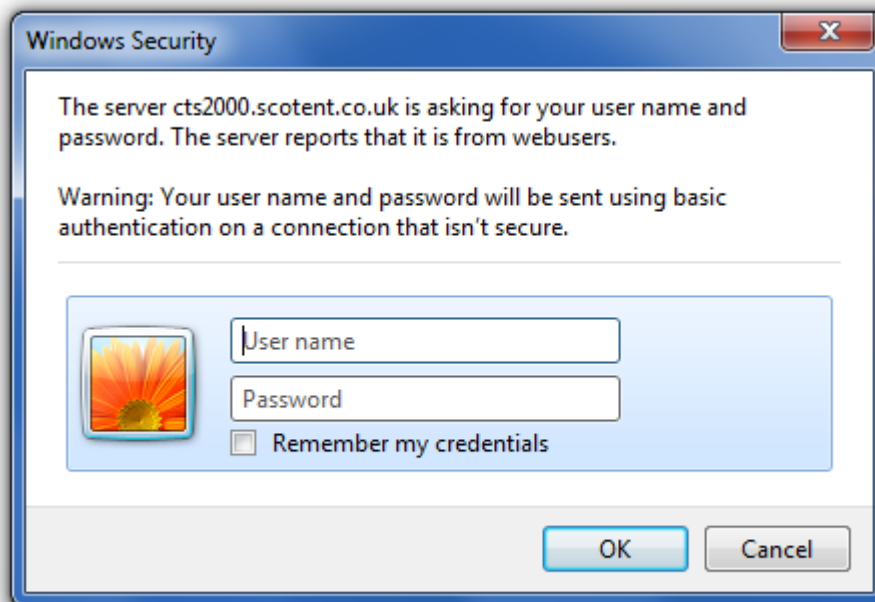 Windows Security
The server cts2000.scotent.co.uk is asking for your user name and
password. The server reports that it is from webusers.
Warning: Your user name and password will be sent using basic
authentication on a connection that isn't secure.
User name
Password
Remember my credentials
OK
Cancel